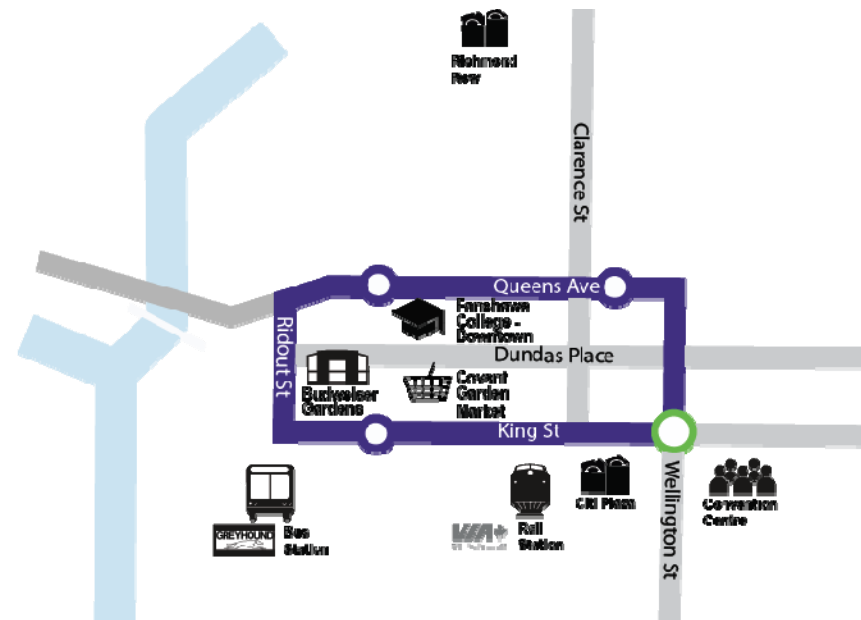 Richmond
Row
Clarence St
Queens Ave
Fanshawe
College -
Downtown
Ridout St
Dundas Place
Budweiser
Gardens
Covent
Garden
Market
King St
Wellington St
Citi Plaza
Convention
Centre
GREYHOUND
Bus
Station
VIA
Rail
Station